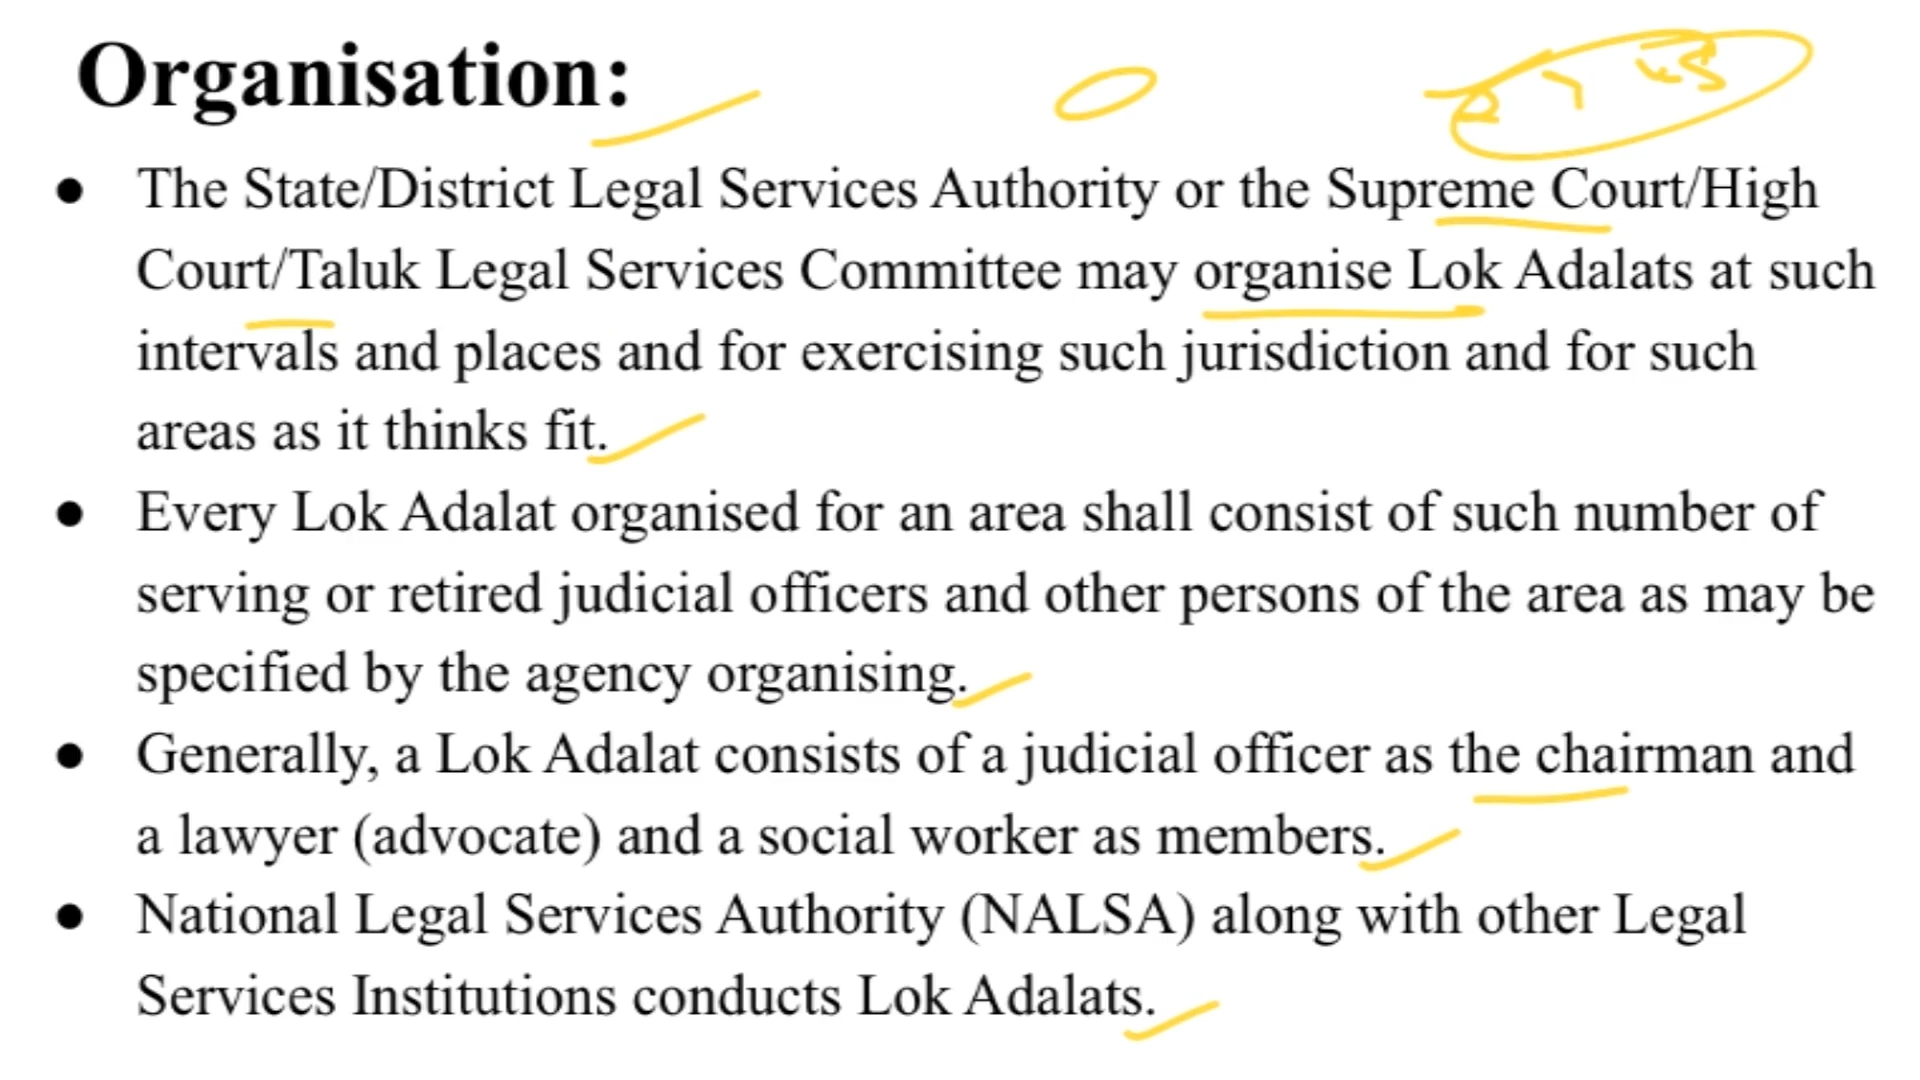 Organisation:
● The State/District Legal Services Authority or the Supreme Court/High
Court/Taluk Legal Services Committee may organise Lok Adalats at such
intervals and places and for exercising such jurisdiction and for such
areas as it thinks fit.
● Every Lok Adalat organised for an area shall consist of such number of
serving or retired judicial officers and other persons of the area as may be
specified by the agency organising.
● Generally, a Lok Adalat consists of a judicial officer as the chairman and
a lawyer (advocate) and a social worker as members.
● National Legal Services Authority (NALSA) along with other Legal
Services Institutions conducts Lok Adalats.